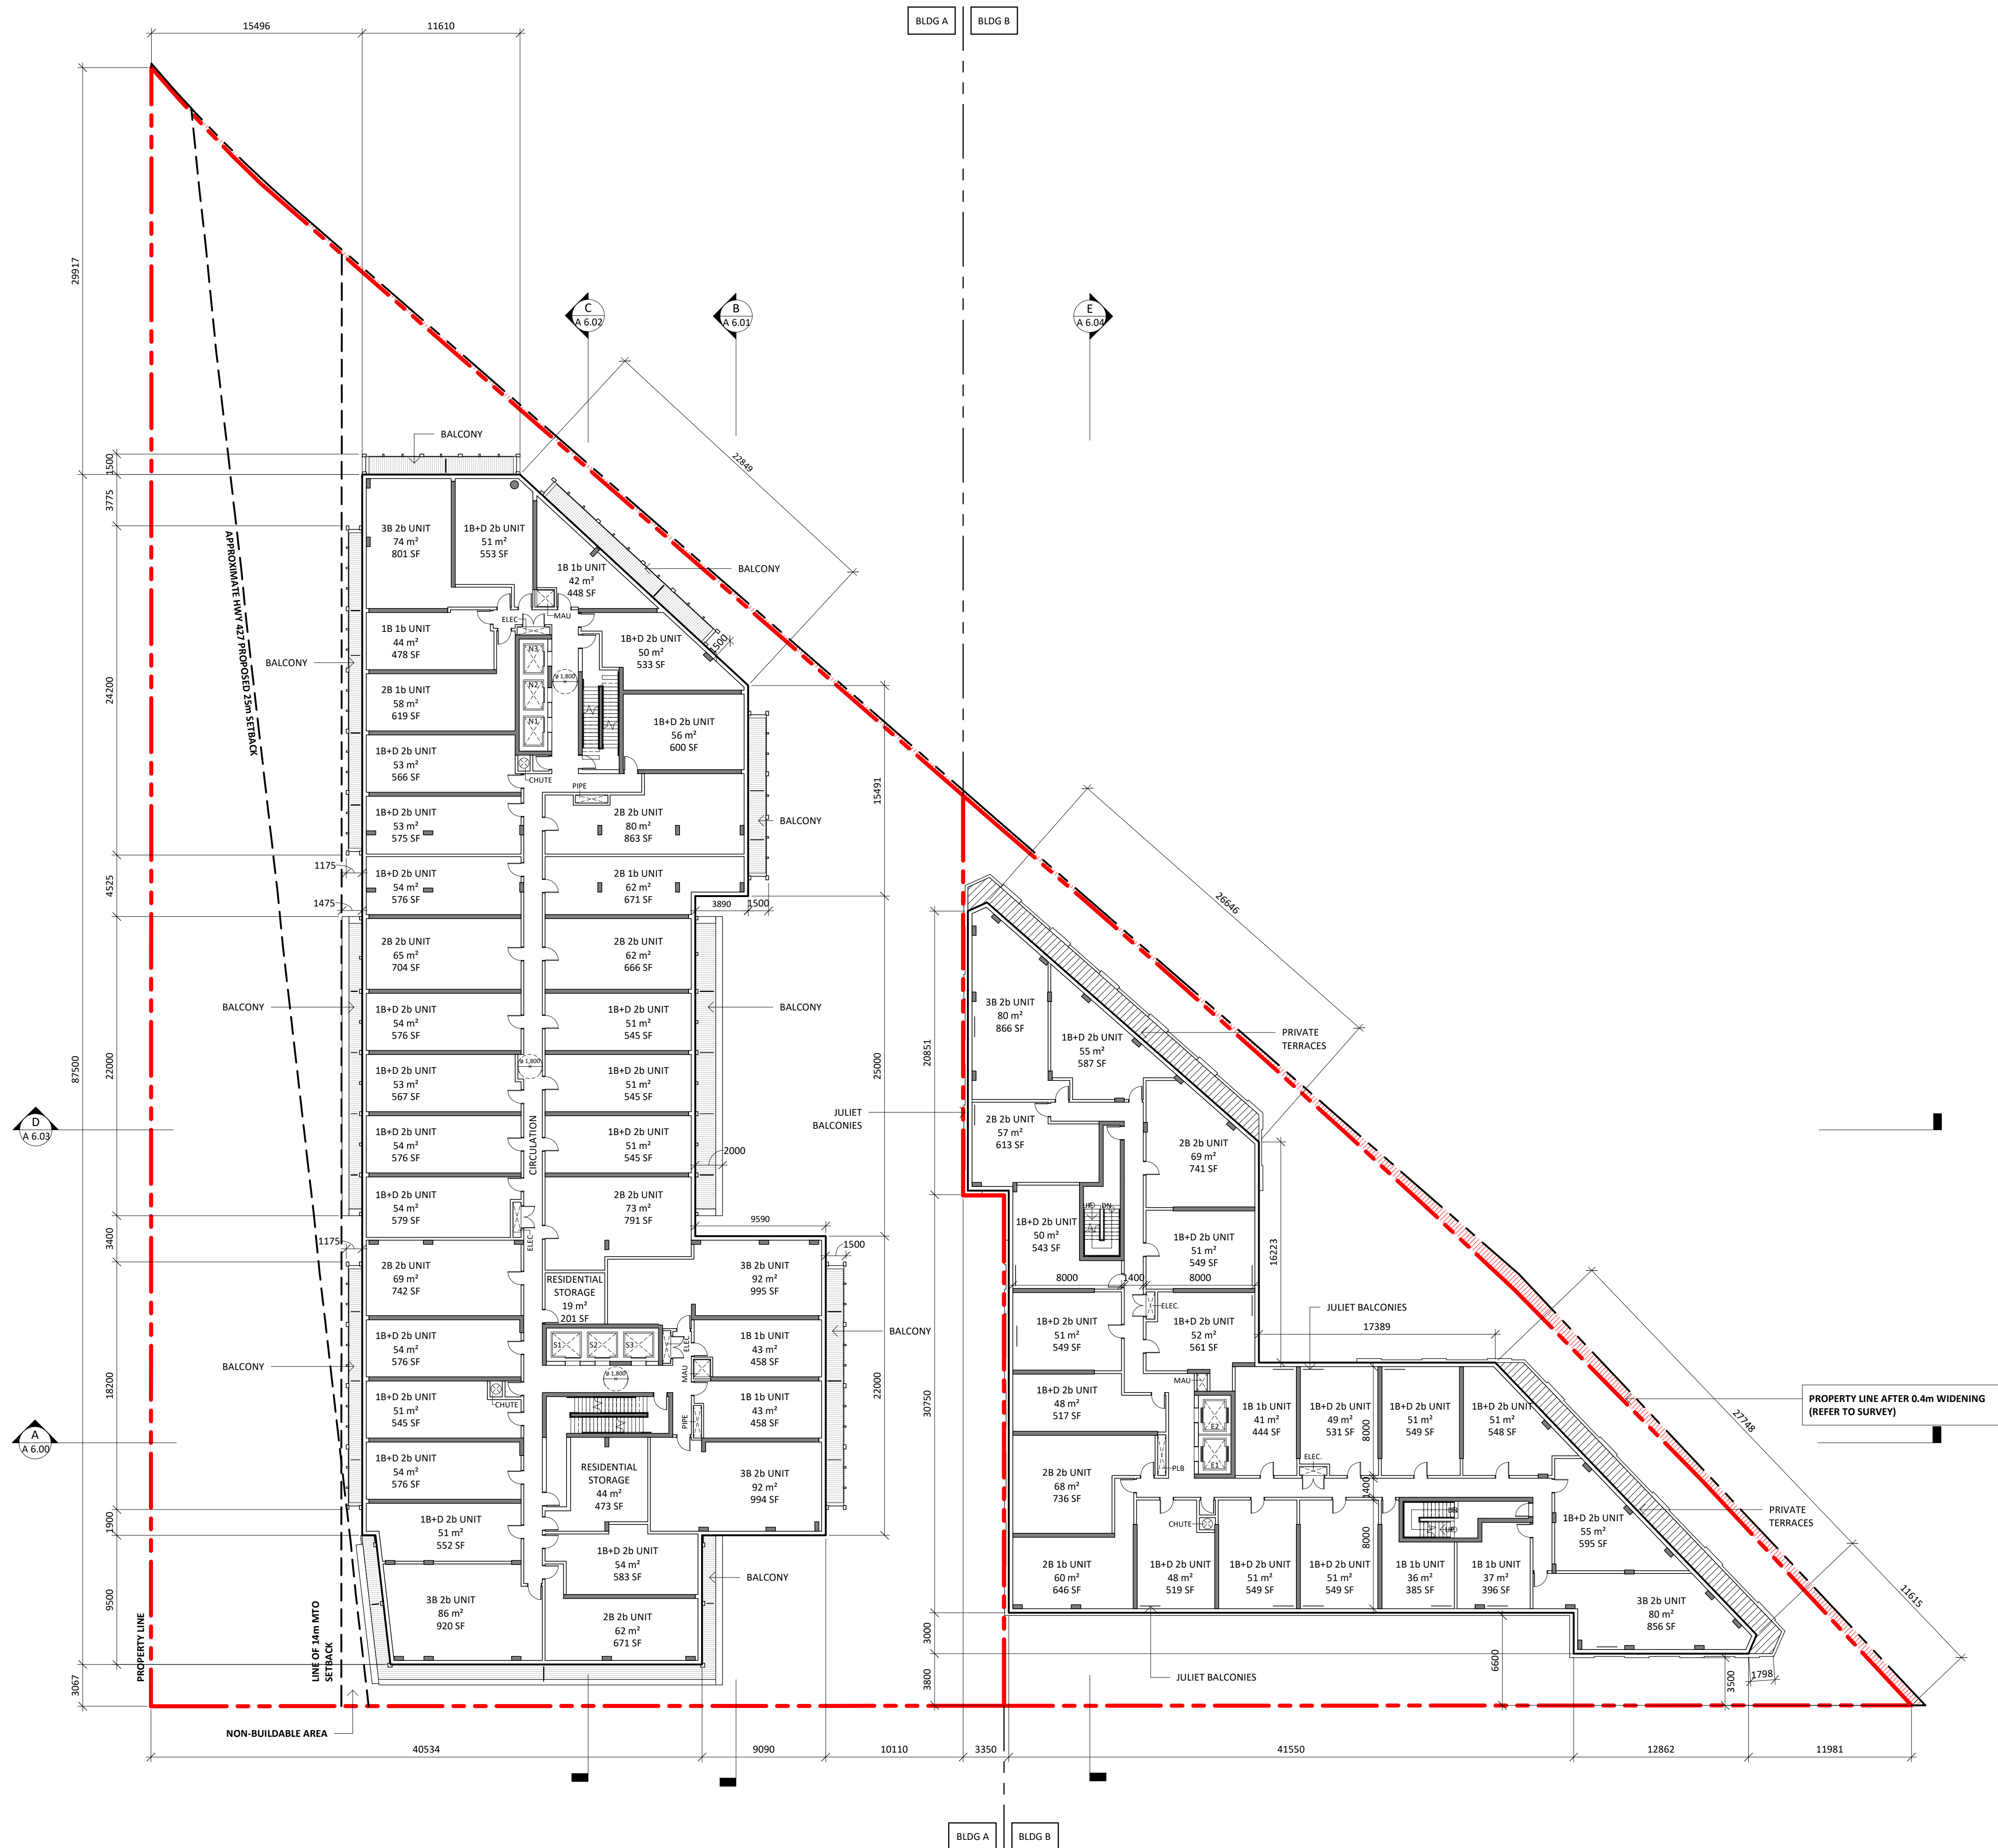 BLDG A
BLDG B
15496
11610
29917
C
A 6.02
B
A 6.01
E
A 6.04
22849
BALCONY
1500
3775
24200
4525
22000
3400
18200
1900
9500
87500
3067
APPROXIMATE HWY 427 PROPOSED 25m SETBACK
3B 2b UNIT
74 m²
801 SF
1B+D 2b UNIT
51 m²
553 SF
1B 1b UNIT
42 m²
448 SF
BALCONY
ELEC
MAU
1B 1b UNIT
44 m²
478 SF
1B+D 2b UNIT
50 m²
533 SF
1500
BALCONY
N3
N2
N1
ø 1,800
2B 1b UNIT
58 m²
619 SF
1B+D 2b UNIT
56 m²
600 SF
1B+D 2b UNIT
53 m²
566 SF
CHUTE
PIPE
1B+D 2b UNIT
53 m²
575 SF
2B 2b UNIT
80 m²
863 SF
BALCONY
15491
1175
1B+D 2b UNIT
54 m²
576 SF
2B 1b UNIT
62 m²
671 SF
1475
3890
1500
2B 2b UNIT
65 m²
704 SF
2B 2b UNIT
62 m²
666 SF
BALCONY
BALCONY
1B+D 2b UNIT
54 m²
576 SF
1B+D 2b UNIT
51 m²
545 SF
ø 1,800
1B+D 2b UNIT
53 m²
567 SF
1B+D 2b UNIT
51 m²
545 SF
25000
CIRCULATION
1B+D 2b UNIT
54 m²
576 SF
1B+D 2b UNIT
51 m²
545 SF
2000
1B+D 2b UNIT
54 m²
579 SF
2B 2b UNIT
73 m²
791 SF
9590
1175
ELEC
1500
2B 2b UNIT
69 m²
742 SF
3B 2b UNIT
92 m²
995 SF
RESIDENTIAL
STORAGE
19 m²
201 SF
BALCONY
BALCONY
S1
S2
S3
ELEC
MAU
1B+D 2b UNIT
54 m²
576 SF
1B 1b UNIT
43 m²
458 SF
ø 1,800
1B+D 2b UNIT
51 m²
545 SF
CHUTE
PIPE
1B 1b UNIT
43 m²
458 SF
22000
1B+D 2b UNIT
54 m²
576 SF
RESIDENTIAL
STORAGE
44 m²
473 SF
3B 2b UNIT
92 m²
994 SF
1B+D 2b UNIT
51 m²
552 SF
1B+D 2b UNIT
54 m²
583 SF
BALCONY
3B 2b UNIT
86 m²
920 SF
2B 2b UNIT
62 m²
671 SF
D
A 6.03
A
A 6.00
PROPERTY LINE
LINE OF 14m MTO
SETBACK
NON-BUILDABLE AREA
26646
20851
JULIET
BALCONIES
3B 2b UNIT
80 m²
866 SF
1B+D 2b UNIT
55 m²
587 SF
PRIVATE
TERRACES
2B 2b UNIT
57 m²
613 SF
2B 2b UNIT
69 m²
741 SF
UP
DN
1B+D 2b UNIT
50 m²
543 SF
1B+D 2b UNIT
51 m²
549 SF
16223
8000
1400
8000
ELEC.
JULIET BALCONIES
17389
1B+D 2b UNIT
51 m²
549 SF
1B+D 2b UNIT
52 m²
561 SF
MAU
30750
1B+D 2b UNIT
48 m²
517 SF
E2
E1
1B 1b UNIT
41 m²
444 SF
1B+D 2b UNIT
49 m²
531 SF
8000
1B+D 2b UNIT
51 m²
549 SF
1B+D 2b UNIT
51 m²
548 SF
27748
PROPERTY LINE AFTER 0.4m WIDENING
(REFER TO SURVEY)
2B 2b UNIT
68 m²
736 SF
PLB
ELEC.
1400
CHUTE
UP
8000
1B+D 2b UNIT
55 m²
595 SF
PRIVATE
TERRACES
2B 1b UNIT
60 m²
646 SF
1B+D 2b UNIT
48 m²
519 SF
1B+D 2b UNIT
51 m²
549 SF
1B+D 2b UNIT
51 m²
549 SF
1B 1b UNIT
36 m²
385 SF
1B 1b UNIT
37 m²
396 SF
3B 2b UNIT
80 m²
856 SF
11615
3000
3800
6600
3500
1798
JULIET BALCONIES
40534
9090
10110
3350
41550
12862
11981
BLDG A
BLDG B